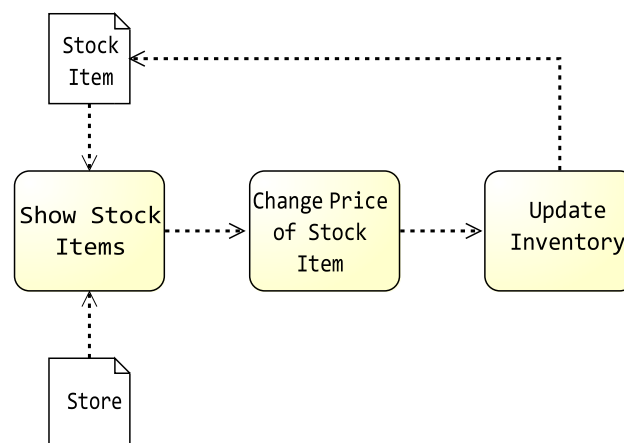 Stock
Item
Show Stock
Items
Change Price
of Stock
Item
Update
Inventory
Store